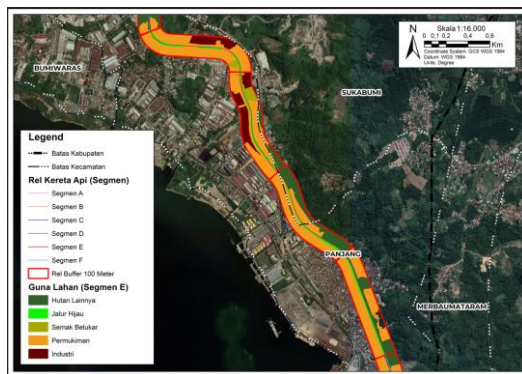 Skala 1:16.000
N
0 0,1 0,2 0,4 0,6
Km
Coordinate System: GCS WGS 1984
Datum: WGS 1984
Units: Degree
BUMIWARAS
SUKABUMI
PANJANG
MERBAUMATARAM
Legend
Batas Kabupaten
Batas Kecamatan
Rel Kereta Api (Segmen)
Segmen A
Segmen B
Segmen C
Segmen D
Segmen E
Segmen F
Rel Buffer 100 Meter
Guna Lahan (Segmen E)
Hutan Lainnya
Jalur Hijau
Semak Belukar
Permukiman
Industri